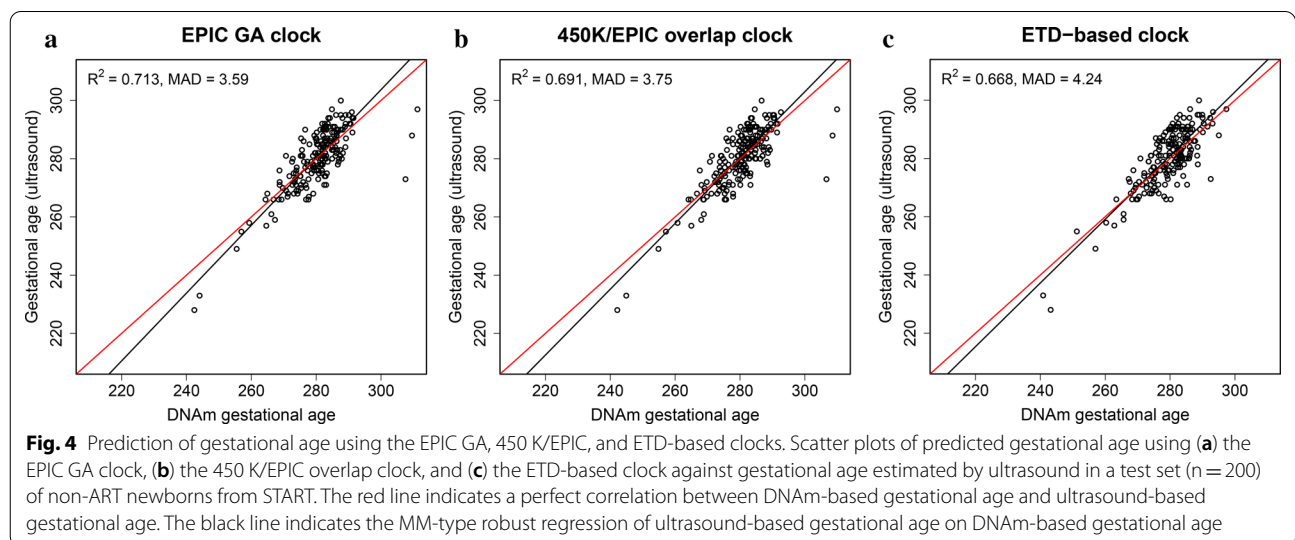 a EPIC GA clock
R² = 0.713, MAD = 3.59
Gestational age (ultrasound)
300
280
260
240
220
220 240 260 280 300
DNAm gestational age
b 450K/EPIC overlap clock
R² = 0.691, MAD = 3.75
Gestational age (ultrasound)
300
280
260
240
220
220 240 260 280 300
DNAm gestational age
c ETD−based clock
R² = 0.668, MAD = 4.24
Gestational age (ultrasound)
300
280
260
240
220
220 240 260 280 300
DNAm gestational age
Fig. 4 Prediction of gestational age using the EPIC GA, 450 K/EPIC, and ETD-based clocks. Scatter plots of predicted gestational age using (a) the
EPIC GA clock, (b) the 450 K/EPIC overlap clock, and (c) the ETD-based clock against gestational age estimated by ultrasound in a test set (n = 200)
of non-ART newborns from START. The red line indicates a perfect correlation between DNAm-based gestational age and ultrasound-based
gestational age. The black line indicates the MM-type robust regression of ultrasound-based gestational age on DNAm-based gestational age